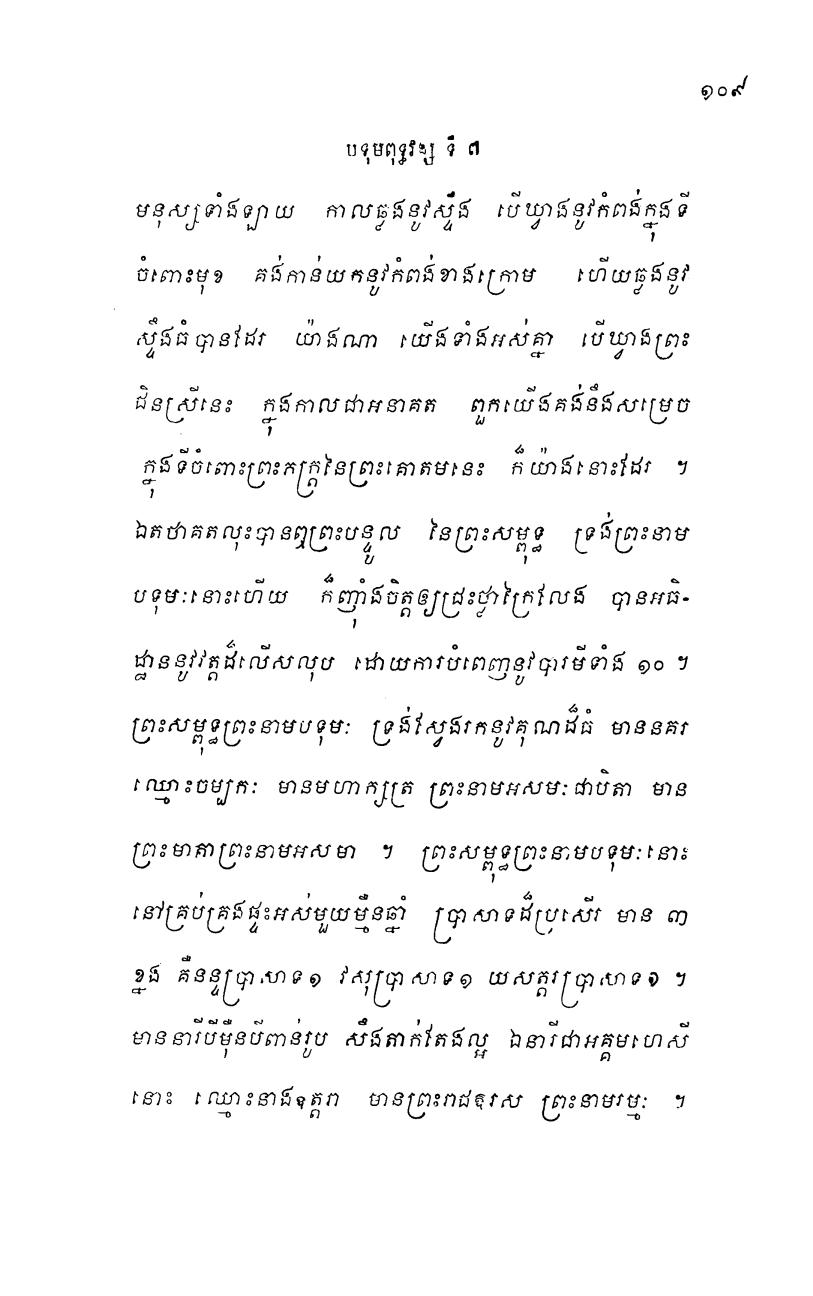 ១០៩
បទុមពុទ្ធវង្ស ទី ៧
មនុស្សទាំងឡាយ កាលឆ្លងនូវស្ទឹង បើឃ្វាងនូវកំពង់ក្នុងទី
ចំពោះមុខ គង់កាន់យកនូវកំពង់ខាងក្រោម ហើយឆ្លងនូវ
ស្ទឹងធំបានដែរ យ៉ាងណា យើងទាំងអស់គ្នា បើឃ្វាងព្រះ
ជិនស្រីនេះ ក្នុងកាលជាអនាគត ពួកយើងគង់នឹងសម្រេច
ក្នុងទីចំពោះព្រះភក្ត្រនៃព្រះគោតមនេះ ក៏យ៉ាងនោះដែរ ។
ឯតថាគតលុះបានឮព្រះបន្ទូល នៃព្រះសម្ពុទ្ធ ទ្រង់ព្រះនាម
បទុមៈនោះហើយ ក៏ញ៉ាំងចិត្តឲ្យជ្រះថ្លាក្រៃលែង បានអធិ-
ដ្ឋាននូវវត្តដ៏លើសលុប ដោយការបំពេញនូវបារមីទាំង ១០ ។
ព្រះសម្ពុទ្ធព្រះនាមបទុមៈ ទ្រង់ស្វែងរកនូវគុណដ៏ធំ មាននគរ
ឈ្មោះចម្បកៈ មានមហាក្សត្រ ព្រះនាមអសមៈជាបិតា មាន
ព្រះមាតាព្រះនាមអសមា ។ ព្រះសម្ពុទ្ធព្រះនាមបទុមៈនោះ
នៅគ្រប់គ្រងផ្ទះអស់មួយម្មឺនឆ្នាំ ប្រាសាទដ៏ប្រសើរ មាន ៣
ខ្នង គឺនន្ទប្រាសាទ១ វសុប្រាសាទ១ យសត្តរប្រាសាទ១ ។
មាននារីបីម៉ឺនបីពាន់រូប សឹងតាក់តែងល្អ ឯនារីជាអគ្គមហេសី
នោះ ឈ្មោះនាងឧត្តរា មានព្រះរាជឱរស ព្រះនាមរម្មៈ ។